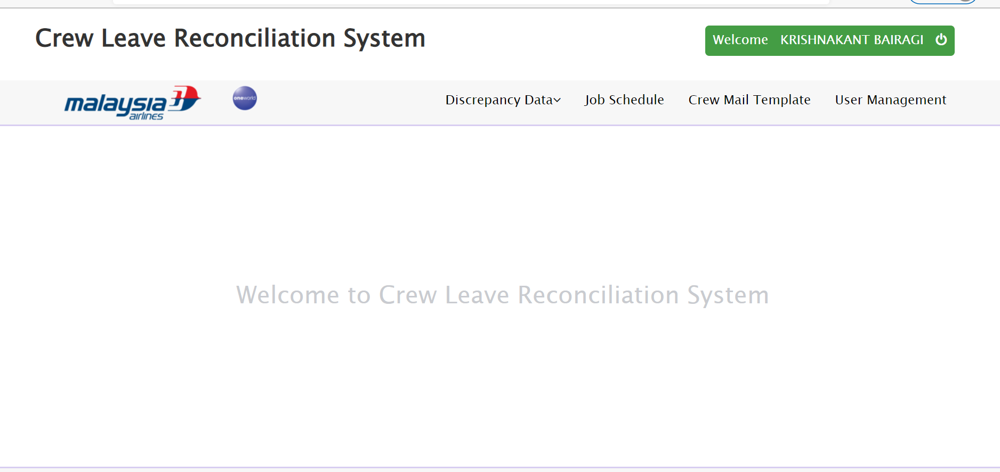 Crew Leave Reconciliation System
Welcome KRISHNAKANT BAIRAGI
malaysia
airlines
oneworld
Discrepancy Data
Job Schedule
Crew Mail Template
User Management
Welcome to Crew Leave Reconciliation System